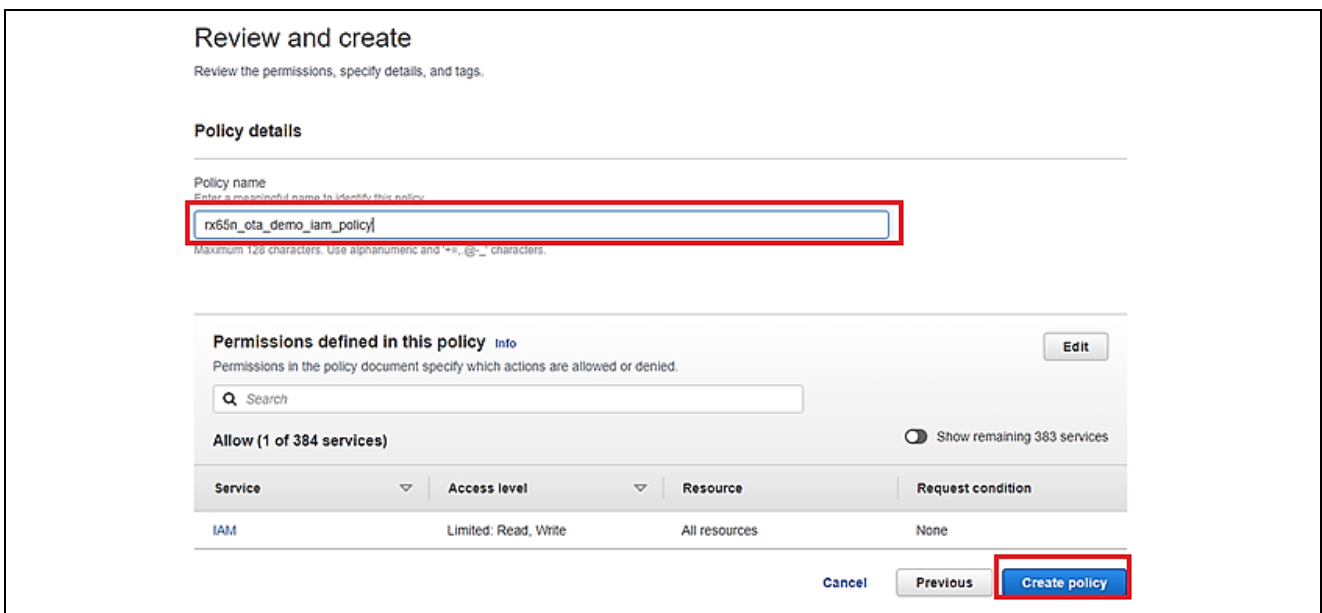 Review and create
Review the permissions, specify details, and tags.
Policy details
Policy name
Enter a meaningful name to identify this policy.
rx65n_ota_demo_iam_policy
Maximum 128 characters. Use alphanumeric and '+=,.@-_' characters.
Permissions defined in this policy Info
Edit
Permissions in the policy document specify which actions are allowed or denied.
Search
Allow (1 of 384 services)
Show remaining 383 services
Service Access level Resource Request condition
IAM Limited: Read, Write All resources None
Cancel Previous Create policy